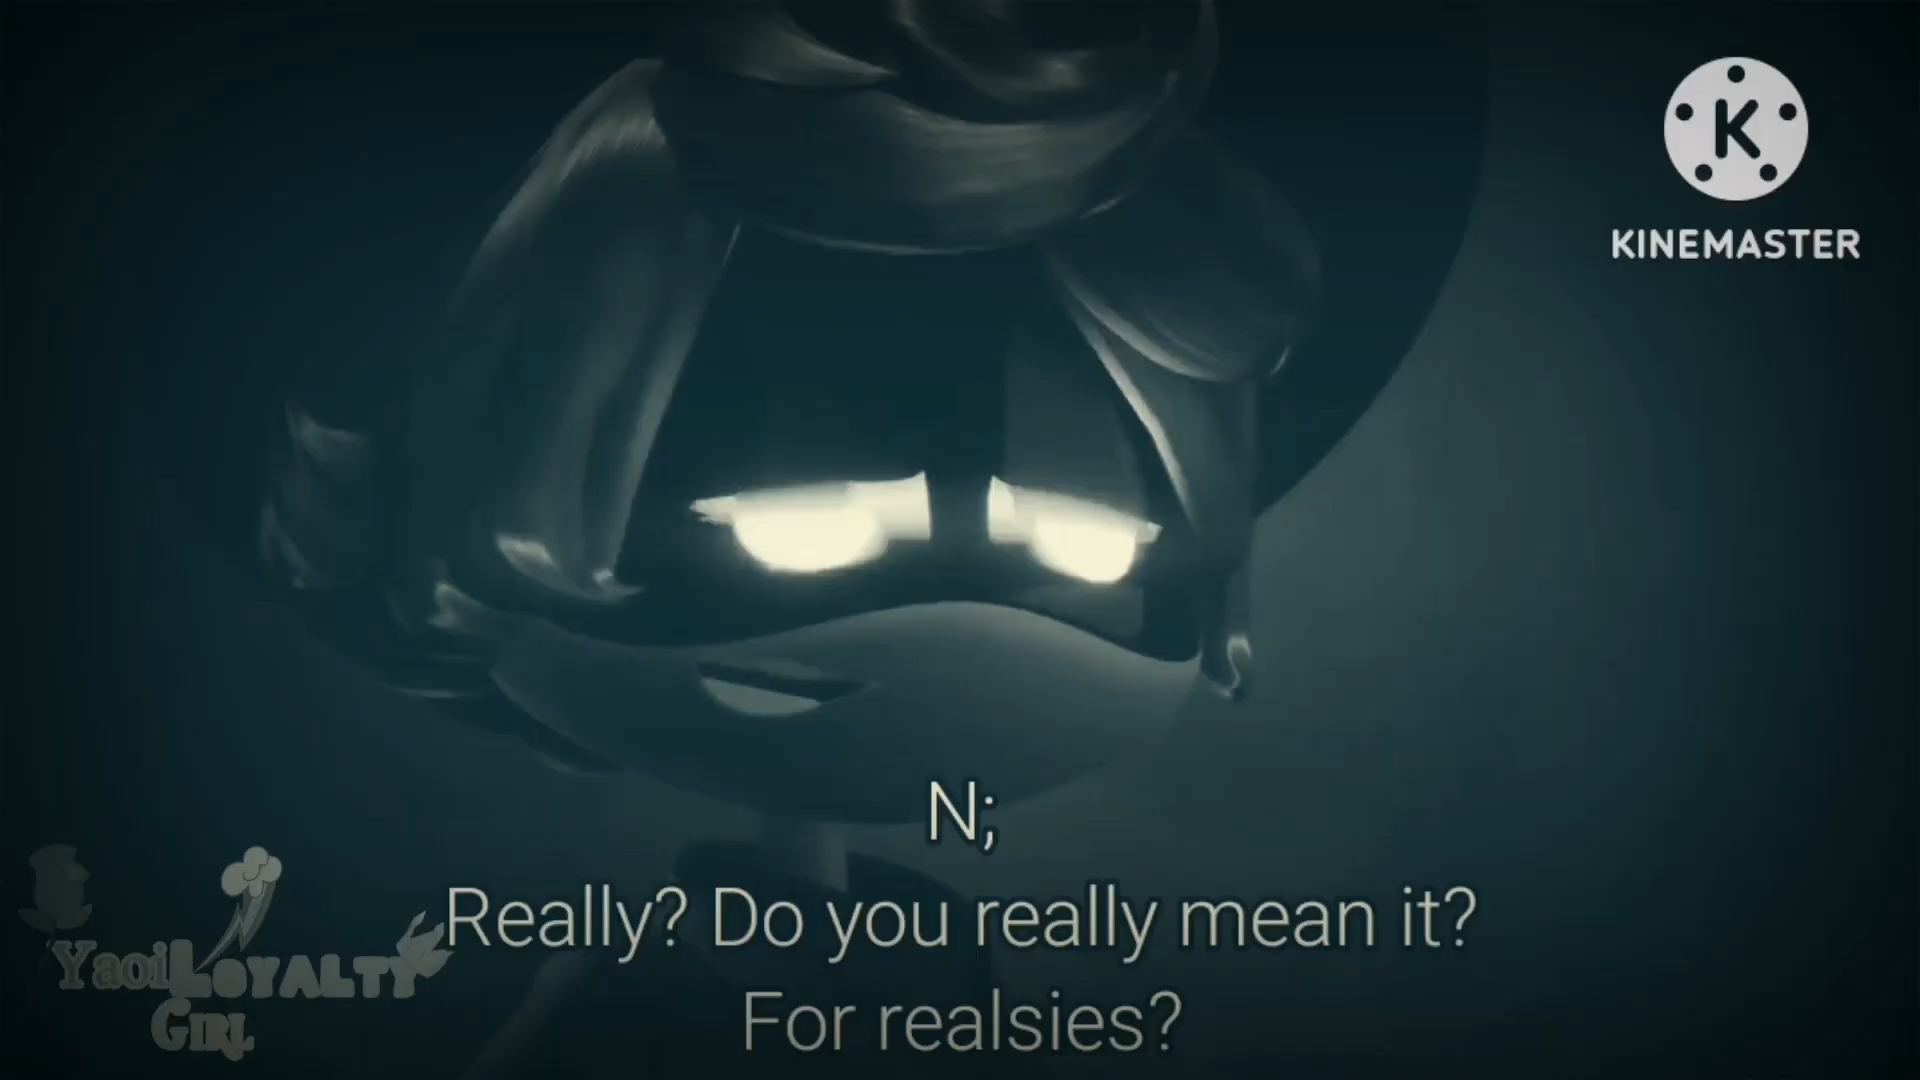 K
KINEMASTER
N;
Really? Do you really mean it?
For realsies?
YaoiLOYALTY
GIRL